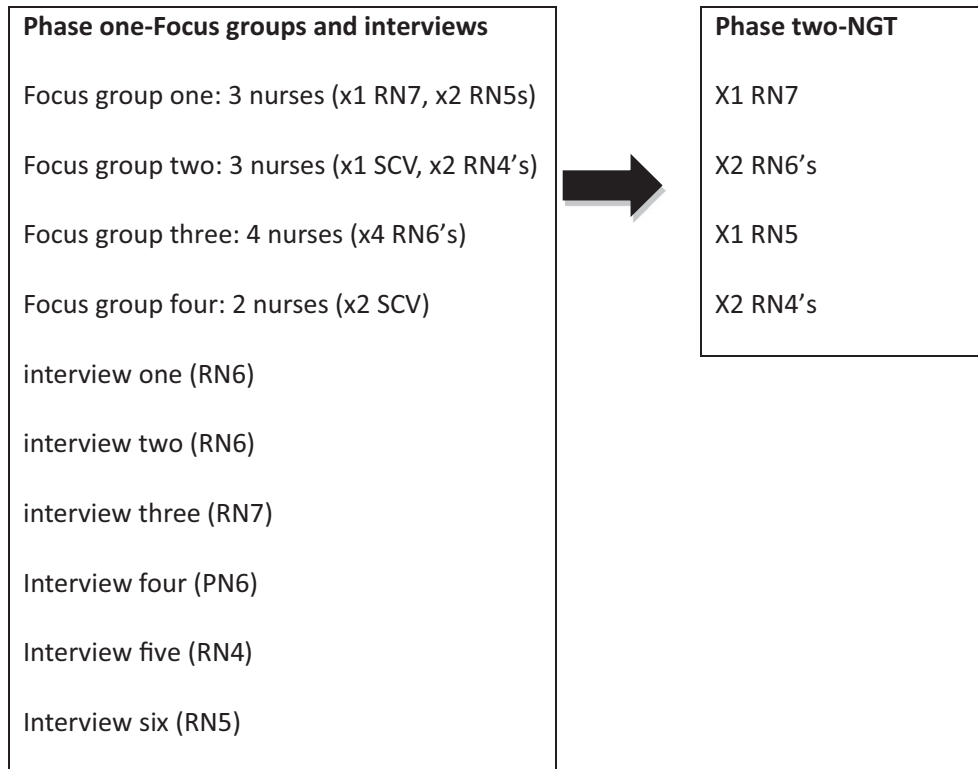 Phase one-Focus groups and interviews
Focus group one: 3 nurses (x1 RN7, x2 RN5s)
Focus group two: 3 nurses (x1 SCV, x2 RN4’s)
Focus group three: 4 nurses (x4 RN6’s)
Focus group four: 2 nurses (x2 SCV)
interview one (RN6)
interview two (RN6)
interview three (RN7)
Interview four (PN6)
Interview five (RN4)
Interview six (RN5)
Phase two-NGT
X1 RN7
X2 RN6’s
X1 RN5
X2 RN4’s